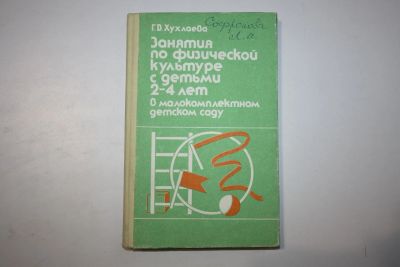 Г.В.Хухлаева
Занятия
по физической
культуре
с детьми
2-4 лет
в малокомплектном
детском саду